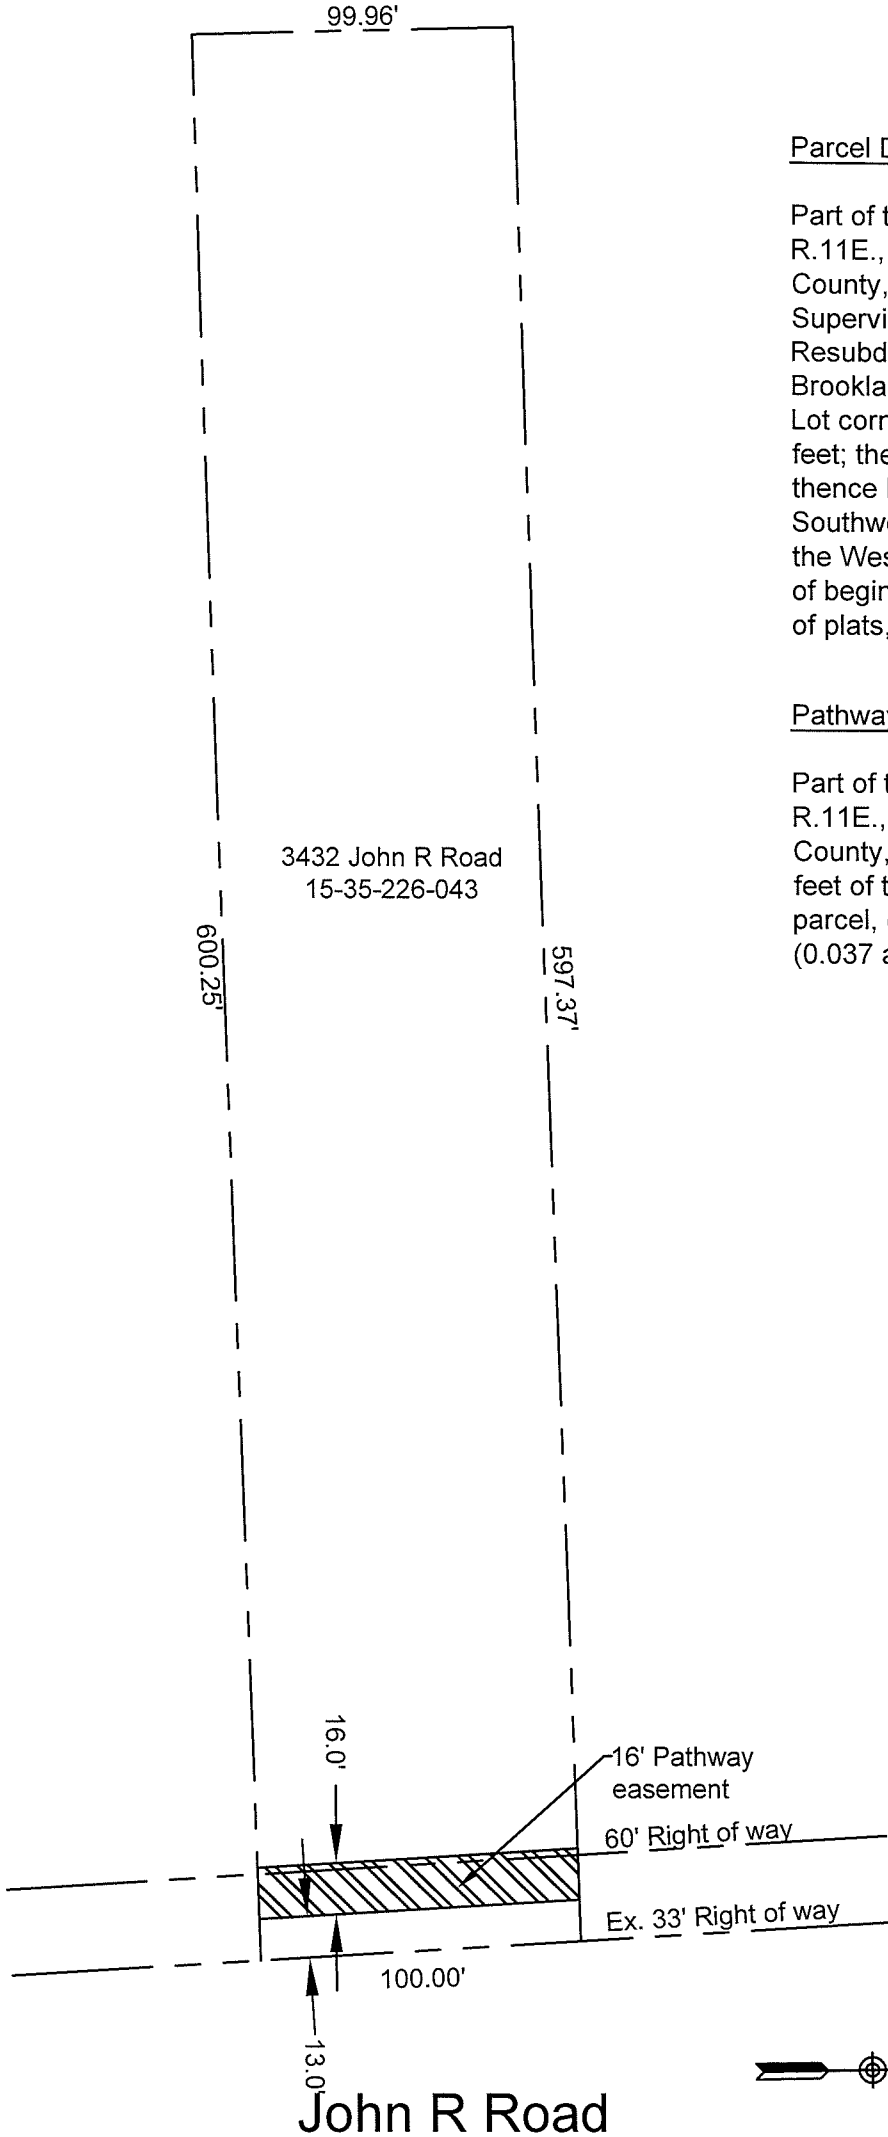 99.96'
Parcel
Part of
R.11E.,
County,
Supervi
Resubd
Brookla
Lot corn
feet; the
thence
Southw
the Wes
of begin
of plats,
Pathway
Part of
R.11E.,
County,
feet of
parcel,
(0.037
3432 John R Road
15-35-226-043
600.25'
597.37'
16.0'
16' Pathway
easement
60' Right of way
Ex. 33' Right of way
100.00'
13.0'
John R Road